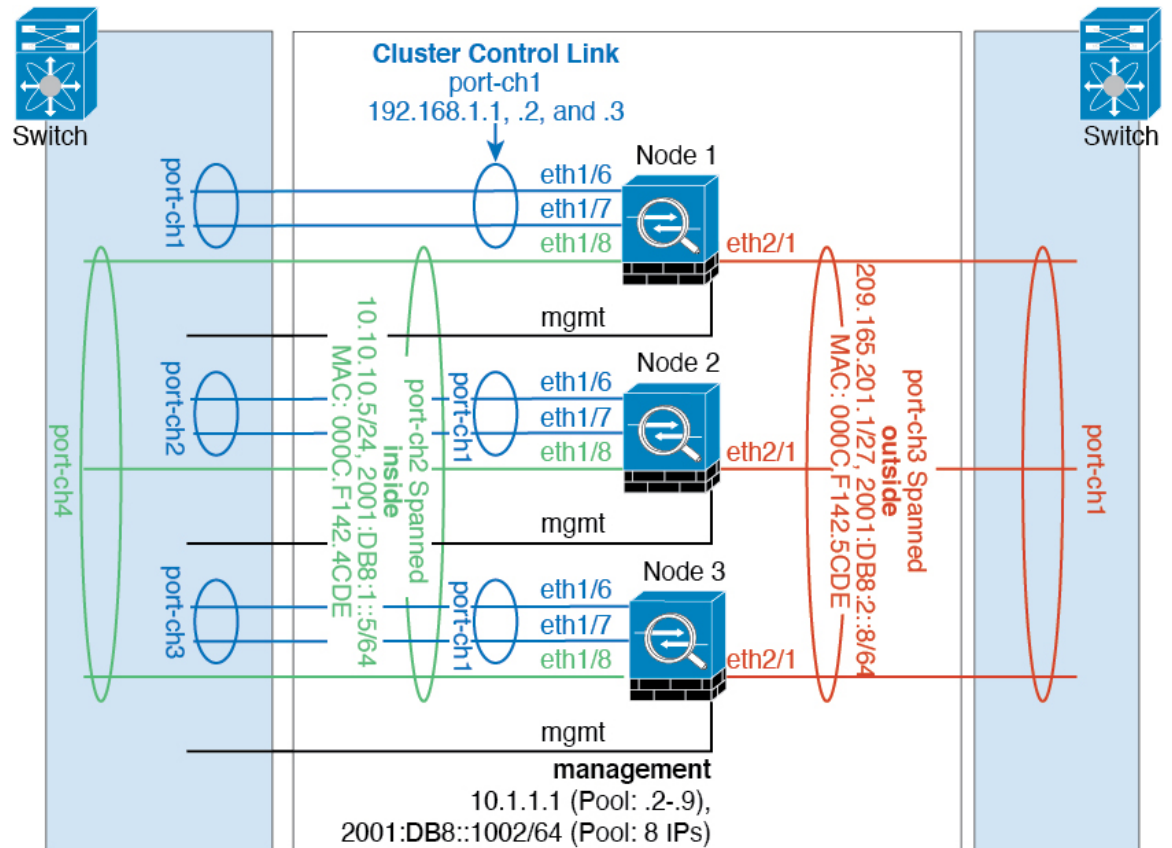 Switch
Switch
Cluster Control Link
port-ch1
192.168.1.1, .2, and .3
port-ch1
eth1/6
eth1/7
eth1/8
Node 1
eth2/1
mgmt
port-ch2
port-ch1
eth1/6
eth1/7
eth1/8
Node 2
eth2/1
mgmt
port-ch3
port-ch1
eth1/6
eth1/7
eth1/8
Node 3
eth2/1
mgmt
port-ch4
port-ch2 Spanned
inside
10.10.10.5/24, 2001:DB8:1::5/64
MAC: 000C.F142.4CDE
port-ch3 Spanned
outside
209.165.201.1/27, 2001:DB8:2::8/64
MAC: 000C.F142.5CDE
port-ch1
management
10.1.1.1 (Pool: .2-.9),
2001:DB8::1002/64 (Pool: 8 IPs)